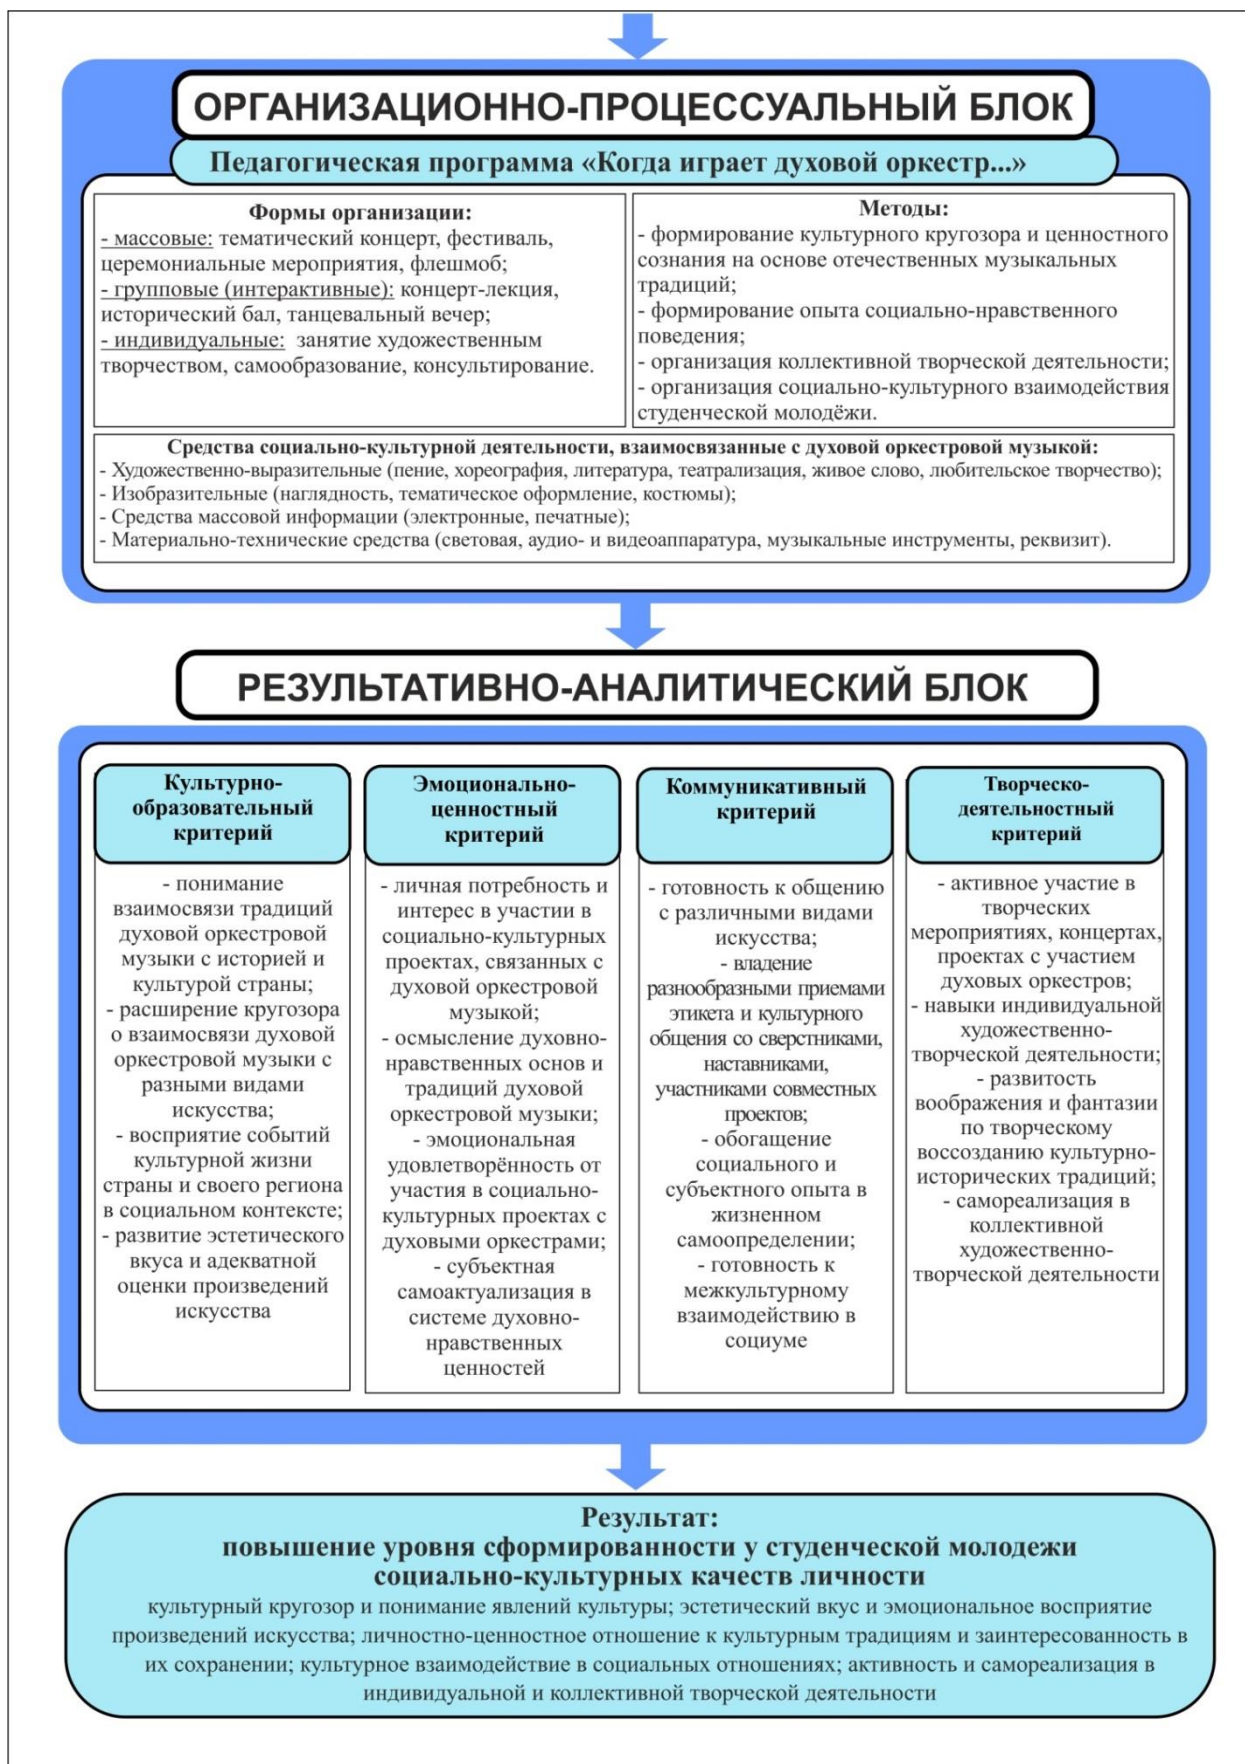 ОРГАНИЗАЦИОННО-ПРОЦЕССУАЛЬНЫЙ БЛОК
Педагогическая программа «Когда играет духовой оркестр...»
Формы организации:
- массовые: тематический концерт, фестиваль,
церемониальные мероприятия, флешмоб;
- групповые (интерактивные): концерт-лекция,
исторический бал, танцевальный вечер;
- индивидуальные: занятие художественным
творчеством, самообразование, консультирование.
Методы:
- формирование культурного кругозора и ценностного
сознания на основе отечественных музыкальных
традиций;
- формирование опыта социально-нравственного
поведения;
- организация коллективной творческой деятельности;
- организация социально-культурного взаимодействия
студенческой молодёжи.
Средства социально-культурной деятельности, взаимосвязанные с духовой оркестровой музыкой:
- Художественно-выразительные (пение, хореография, литература, театрализация, живое слово, любительское творчество);
- Изобразительные (наглядность, тематическое оформление, костюмы);
- Средства массовой информации (электронные, печатные);
- Материально-технические средства (световая, аудио- и видеоаппаратура, музыкальные инструменты, реквизит).
РЕЗУЛЬТАТИВНО-АНАЛИТИЧЕСКИЙ БЛОК
Культурно-
образовательный
критерий
- понимание
взаимосвязи традиций
духовой оркестровой
музыки с историей и
культурой страны;
- расширение кругозора
о взаимосвязи духовой
оркестровой музыки с
разными видами
искусства;
- восприятие событий
культурной жизни
страны и своего региона
в социальном контексте;
- развитие эстетического
вкуса и адекватной
оценки произведений
искусства
Эмоционально-
ценностный
критерий
- личная потребность и
интерес в участии в
социально-культурных
проектах, связанных с
духовой оркестровой
музыкой;
- осмысление духовно-
нравственных основ и
традиций духовой
оркестровой музыки;
- эмоциональная
удовлетворённость от
участия в социально-
культурных проектах с
духовыми оркестрами;
- субъектная
самоактуализация в
системе духовно-
нравственных
ценностей
Коммуникативный
критерий
- готовность к общению
с различными видами
искусства;
- владение
разнообразными приемами
этикета и культурного
общения со сверстниками,
наставниками,
участниками совместных
проектов;
- обогащение
социального и
субъектного опыта в
жизненном
самоопределении;
- готовность к
межкультурному
взаимодействию в
социуме
Творческо-
деятельностный
критерий
- активное участие в
творческих
мероприятиях, концертах,
проектах с участием
духовых оркестров;
- навыки индивидуальной
художественно-
творческой деятельности;
- развитость
воображения и фантазии
по творческому
воссозданию культурно-
исторических традиций;
- самореализация в
коллективной
художественно-
творческой деятельности
Результат:
повышение уровня сформированности у студенческой молодежи
социально-культурных качеств личности
культурный кругозор и понимание явлений культуры; эстетический вкус и эмоциональное восприятие
произведений искусства; личностно-ценностное отношение к культурным традициям и заинтересованность в
их сохранении; культурное взаимодействие в социальных отношениях; активность и самореализация в
индивидуальной и коллективной творческой деятельности